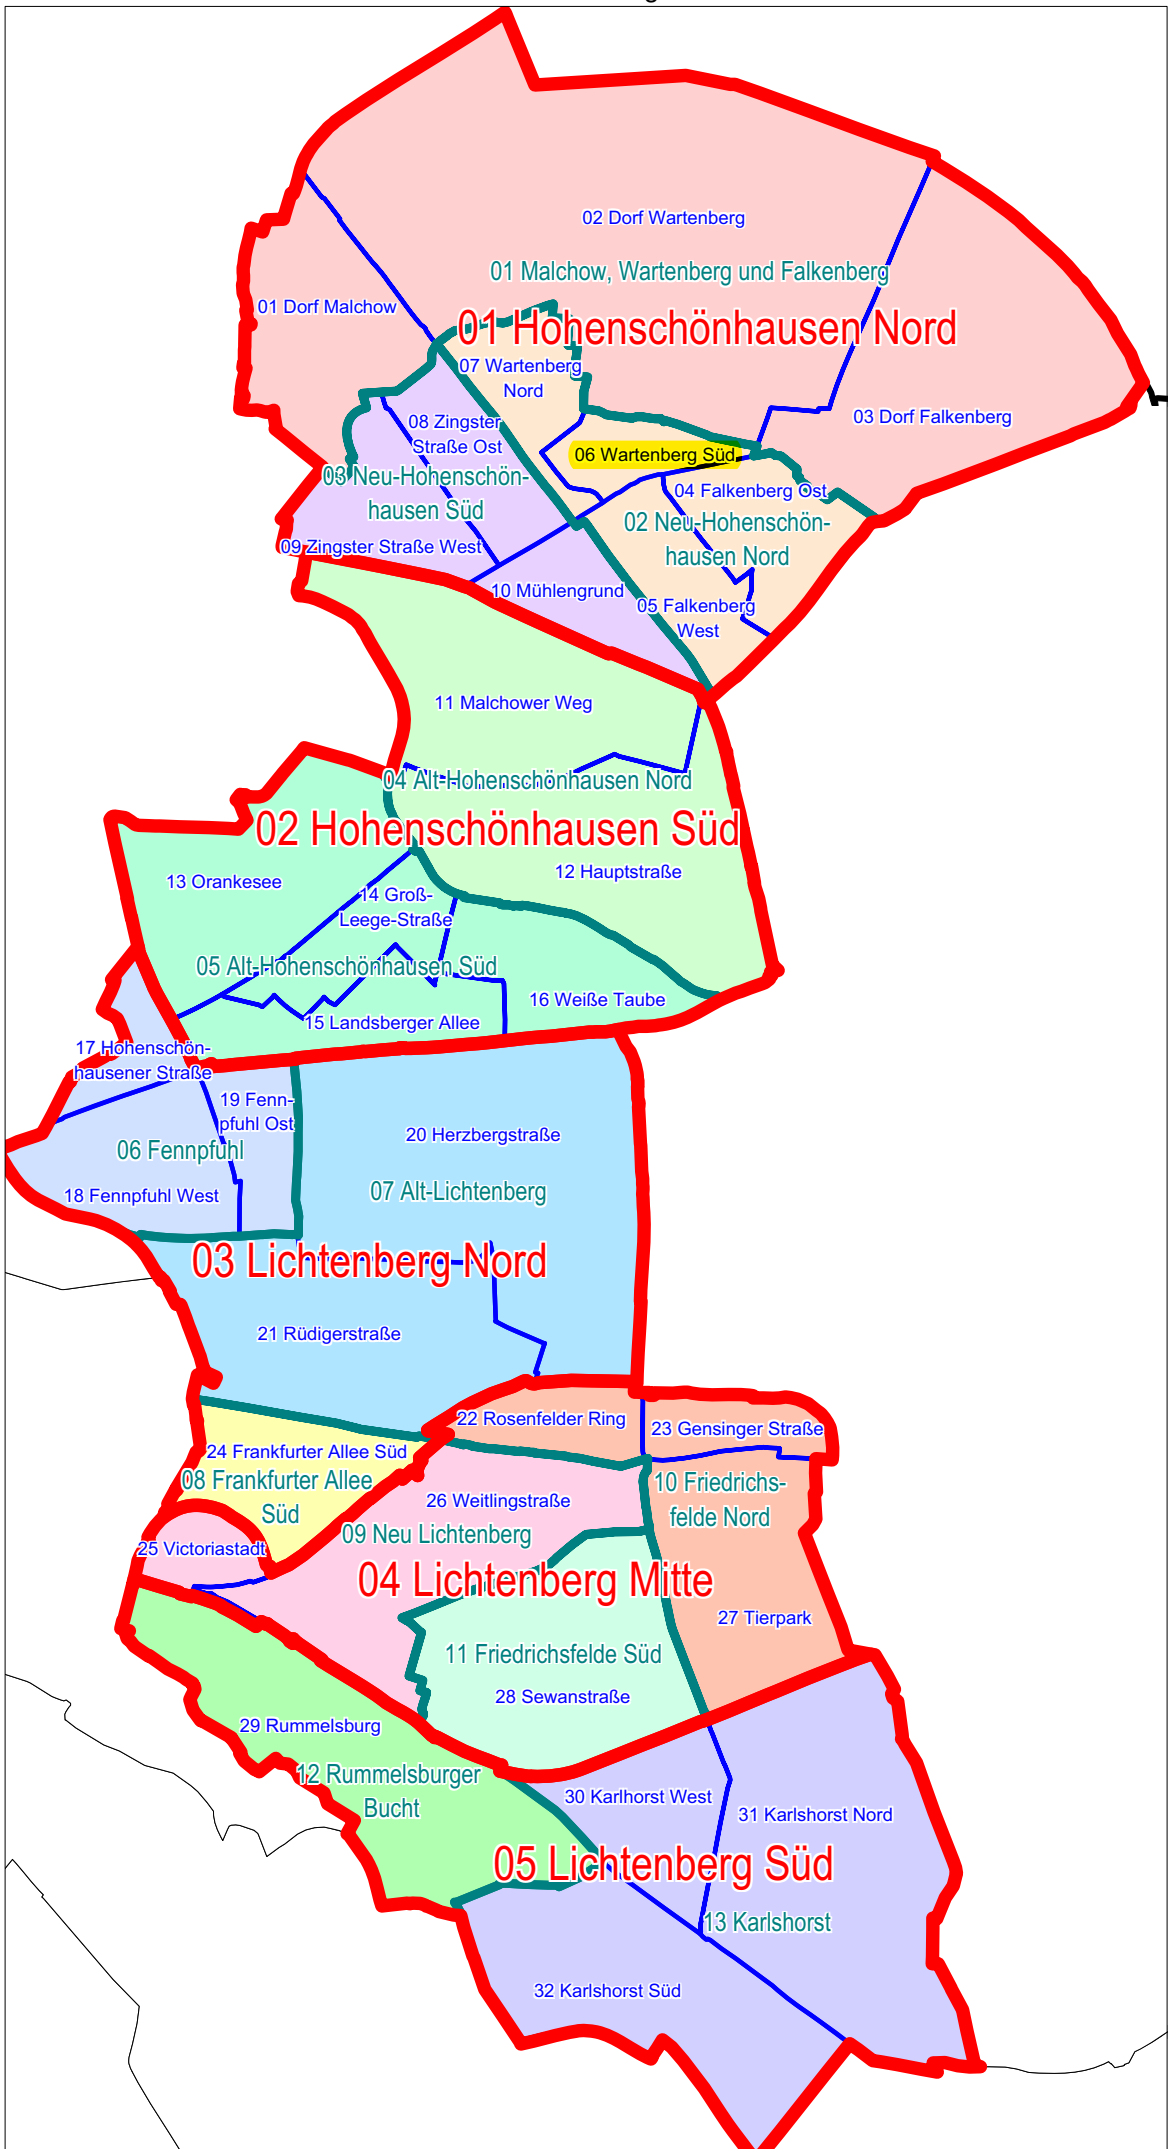 02 Dorf Wartenberg
01 Malchow, Wartenberg und Falkenberg
01 Dorf Malchow
01 Hohenschönhausen Nord
07 Wartenberg
Nord
03 Dorf Falkenberg
08 Zingster
Straße Ost
06 Wartenberg Süd
03 Neu-Hohenschön-
hausen Süd
04 Falkenberg Ost
02 Neu-Hohenschön-
hausen Nord
09 Zingster Straße West
10 Mühlengrund
05 Falkenberg
West
11 Malchower Weg
04 Alt-Hohenschönhausen Nord
02 Hohenschönhausen Süd
12 Hauptstraße
13 Orankesee
14 Groß-
Leege-Straße
05 Alt-Hohenschönhausen Süd
16 Weiße Taube
15 Landsberger Allee
17 Hohenschön-
hausener Straße
19 Fenn-
pfuhl Ost
20 Herzbergstraße
06 Fennpfuhl
18 Fennpfuhl West
07 Alt-Lichtenberg
03 Lichtenberg Nord
21 Rüdigerstraße
22 Rosenfelder Ring
23 Gensinger Straße
24 Frankfurter Allee Süd
08 Frankfurter Allee
Süd
10 Friedrichs-
felde Nord
26 Weitlingstraße
09 Neu Lichtenberg
25 Victoriastadt
04 Lichtenberg Mitte
27 Tierpark
11 Friedrichsfelde Süd
28 Sewanstraße
29 Rummelsburg
12 Rummelsburger
Bucht
30 Karlhorst West
31 Karlshorst Nord
05 Lichtenberg Süd
13 Karlshorst
32 Karlshorst Süd